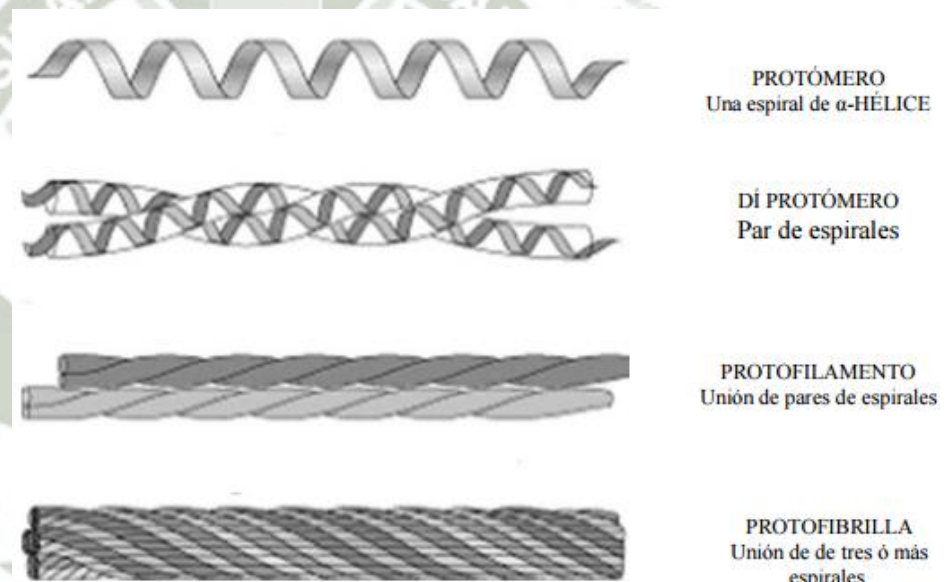 PROTÓMERO
Una espiral de α-HÉLICE
DÍ PROTÓMERO
Par de espirales
PROTOFILAMENTO
Unión de pares de espirales
PROTOFIBRILLA
Unión de de tres ó más
espirales